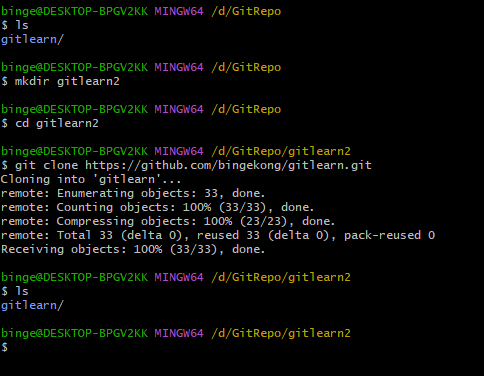 binge@DESKTOP-BPGV2KK MINGW64 /d/GitRepo
$ ls
gitlearn/
binge@DESKTOP-BPGV2KK MINGW64 /d/GitRepo
$ mkdir gitlearn2
binge@DESKTOP-BPGV2KK MINGW64 /d/GitRepo
$ cd gitlearn2
binge@DESKTOP-BPGV2KK MINGW64 /d/GitRepo/gitlearn2
$ git clone https://github.com/bingekong/gitlearn.git
Cloning into 'gitlearn'...
remote: Enumerating objects: 33, done.
remote: Counting objects: 100% (33/33), done.
remote: Compressing objects: 100% (23/23), done.
remote: Total 33 (delta 0), reused 33 (delta 0), pack-reused 0
Receiving objects: 100% (33/33), done.
binge@DESKTOP-BPGV2KK MINGW64 /d/GitRepo/gitlearn2
$ ls
gitlearn/
binge@DESKTOP-BPGV2KK MINGW64 /d/GitRepo/gitlearn2
$